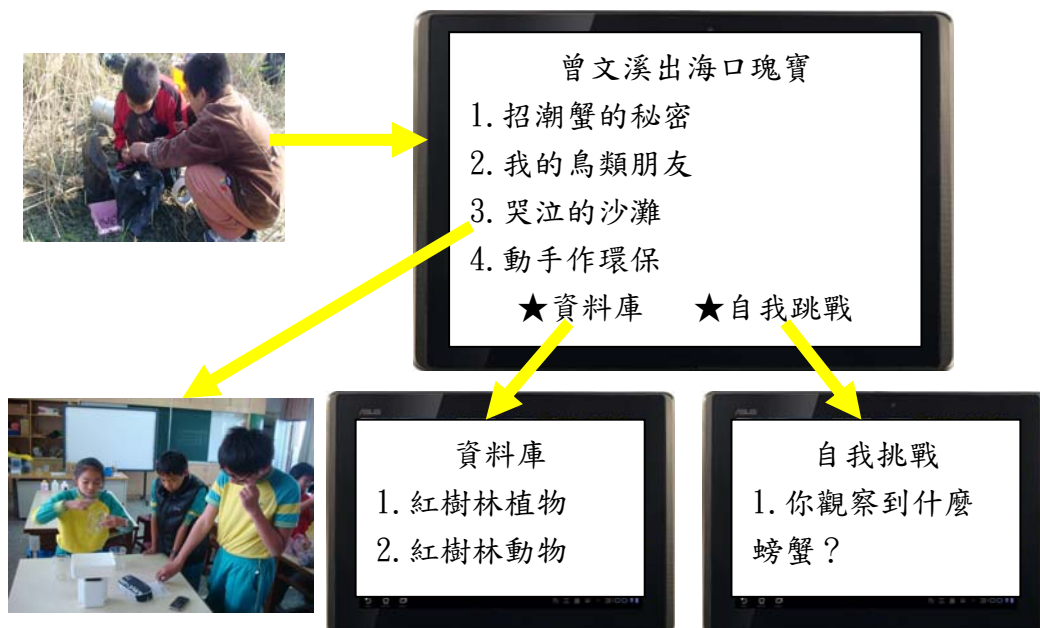 曾文溪出海口瑰寶
1.招潮蟹的秘密
2.我的鳥類朋友
3.哭泣的沙灘
4.動手作環保
★資料庫 ★自我跳戰
資料庫
1.紅樹林植物
2.紅樹林動物
自我挑戰
1.你觀察到什麼
螃蟹？